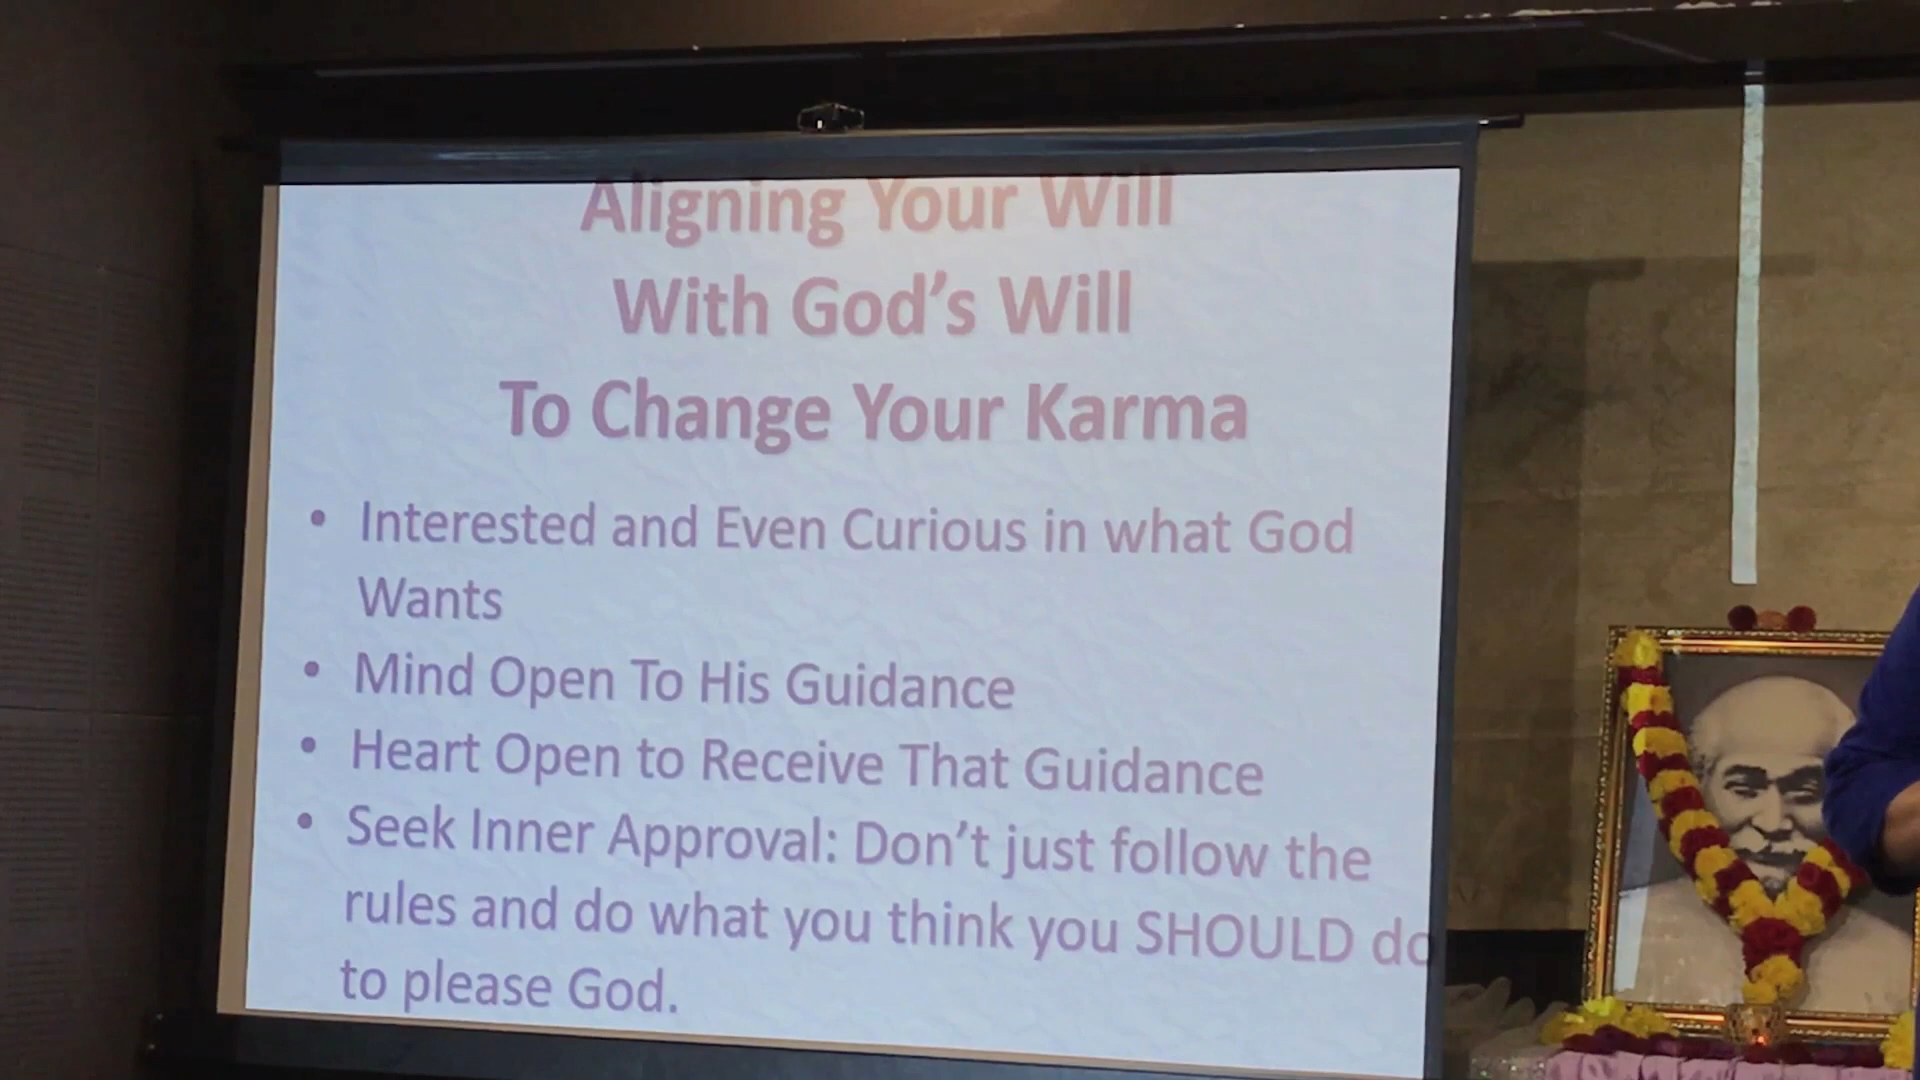 Aligning Your Will
With God's Will
To Change Your Karma
• Interested and Even Curious in what God
Wants
• Mind Open To His Guidance
• Heart Open to Receive That Guidance
• Seek Inner Approval: Don't just follow the
rules and do what you think you SHOULD do
to please God.